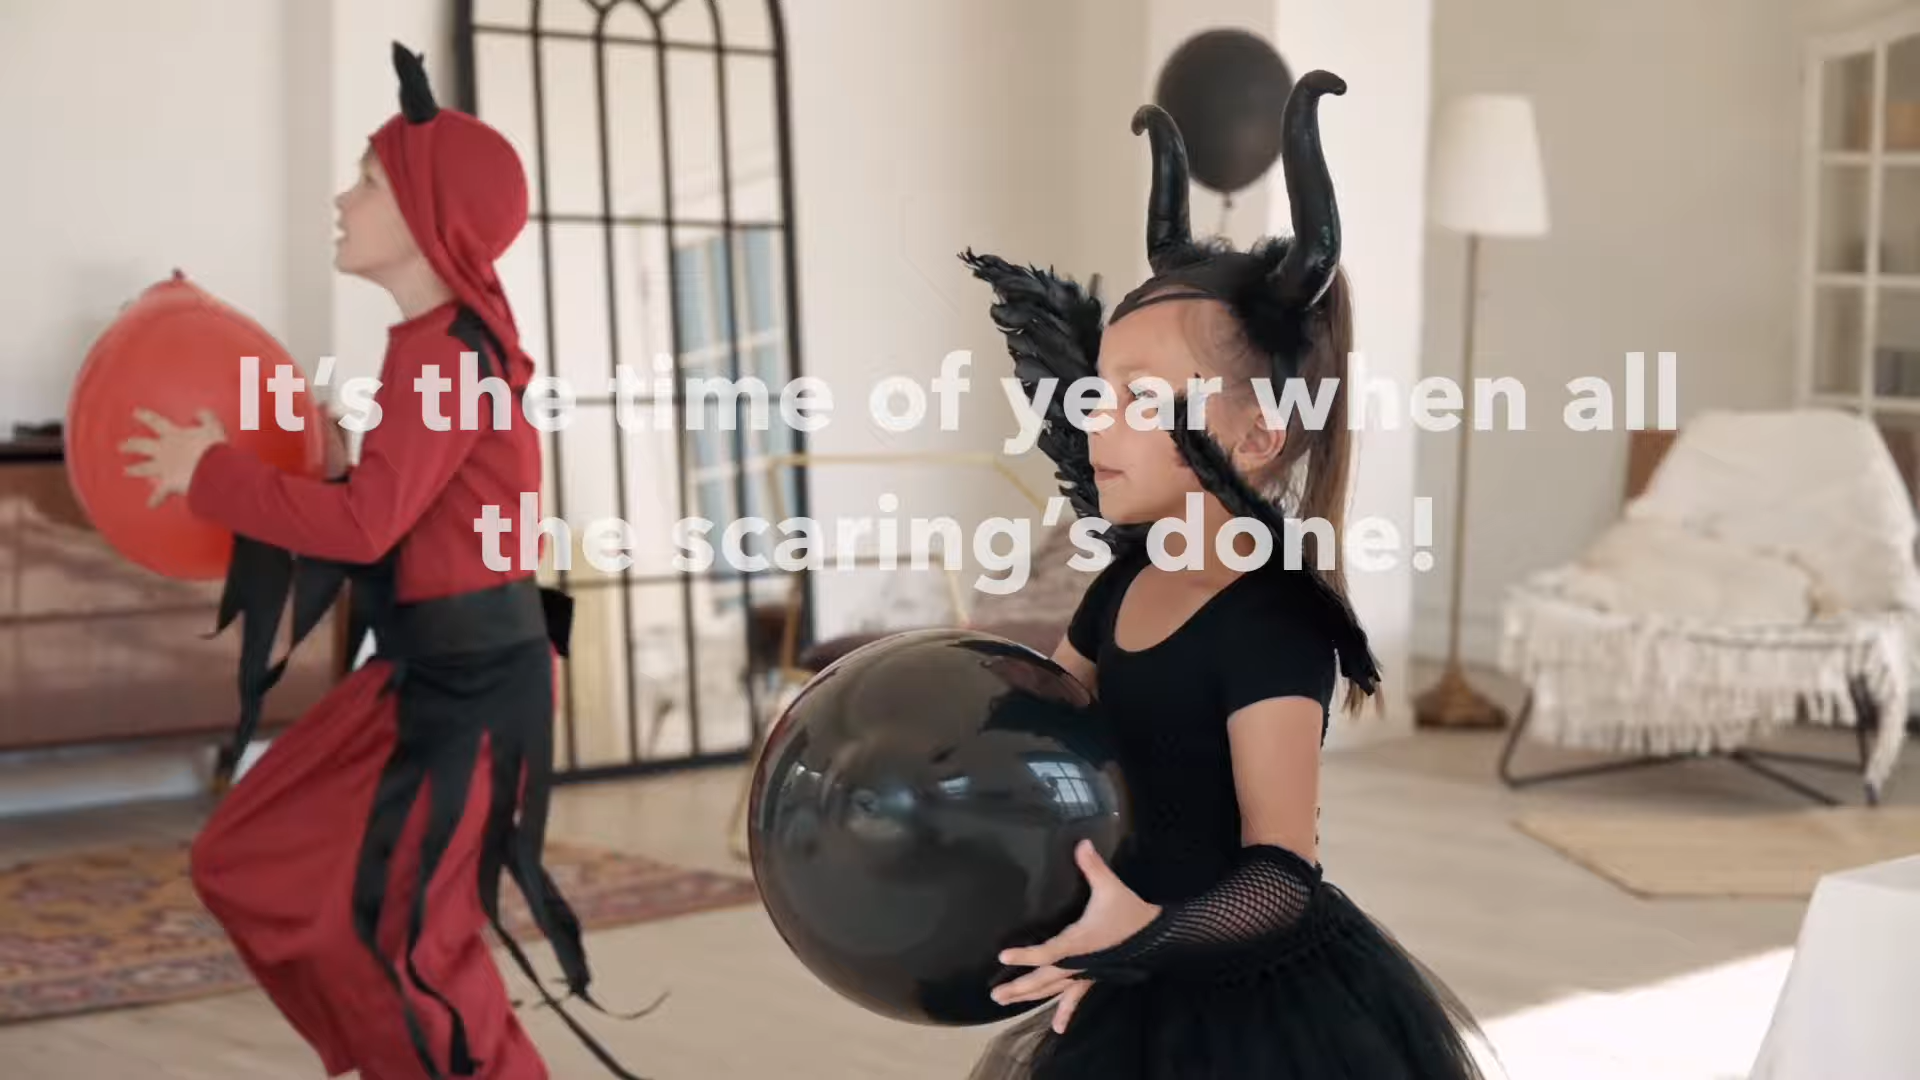 It’s the time of year when all
the scaring’s done!